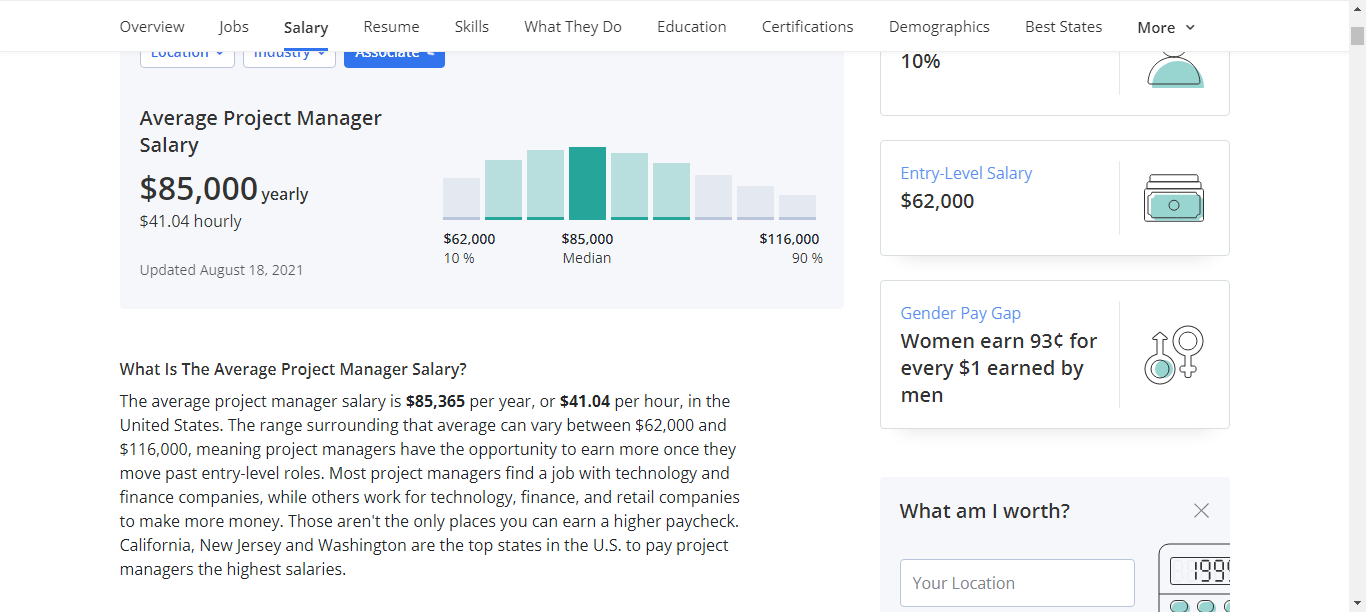 Overview Jobs Salary Resume Skills What They Do Education Certifications Demographics Best States More
Location Industry Associate
Average Project Manager
Salary
$85,000 yearly
$41.04 hourly
Updated August 18, 2021
$62,000 $85,000 $116,000
10 % Median 90 %
What Is The Average Project Manager Salary?
The average project manager salary is $85,365 per year, or $41.04 per hour, in the
United States. The range surrounding that average can vary between $62,000 and
$116,000, meaning project managers have the opportunity to earn more once they
move past entry-level roles. Most project managers find a job with technology and
finance companies, while others work for technology, finance, and retail companies
to make more money. Those aren't the only places you can earn a higher paycheck.
California, New Jersey and Washington are the top states in the U.S. to pay project
managers the highest salaries.
10%
Entry-Level Salary
$62,000
Gender Pay Gap
Women earn 93¢ for
every $1 earned by
men
What am I worth?
Your Location